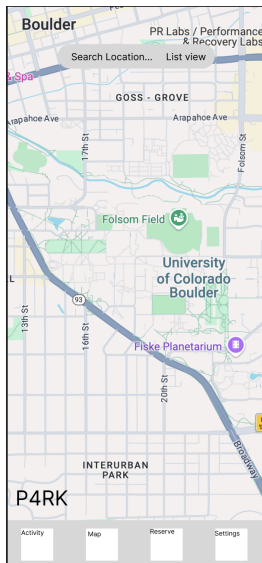 Boulder
PR Labs / Performance
& Recovery Labs
Search Location... List view
& Spa
GOSS - GROVE
Arapahoe Ave
Arapahoe Ave
17th St
Folsom St
Folsom Field
University
of Colorado
Boulder
93
13th St
16th St
Fiske Planetarium
20th St
Broadway
INTERURBAN
PARK
P4RK
Activity
Map
Reserve
Settings